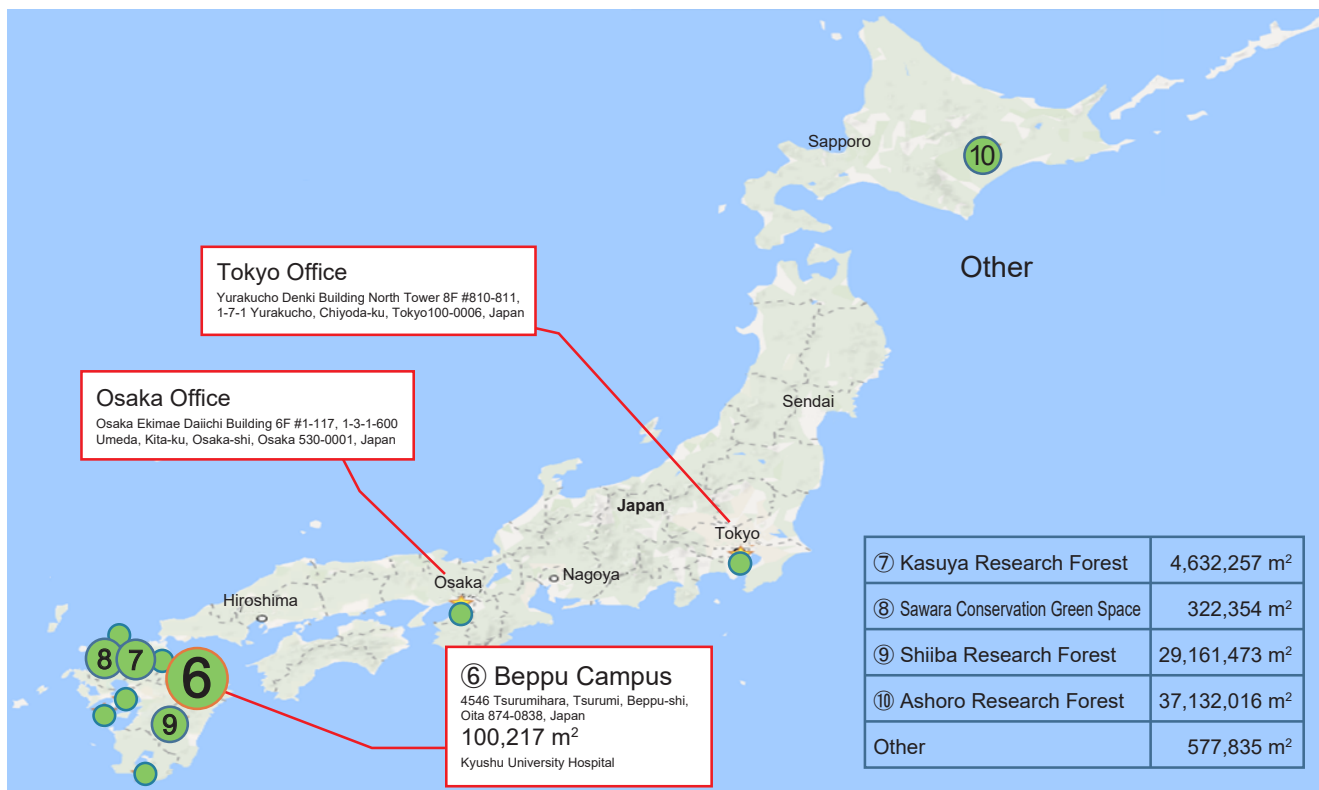 Sapporo
10
Other
Tokyo Office
Yurakucho Denki Building North Tower 8F #810-811,
1-7-1 Yurakucho, Chiyoda-ku, Tokyo100-0006, Japan
Osaka Office
Osaka Ekimae Daiichi Building 6F #1-117, 1-3-1-600
Umeda, Kita-ku, Osaka-shi, Osaka 530-0001, Japan
Sendai
Japan
Tokyo
Nagoya
Osaka
Hiroshima
8
7
6
9
⑥ Beppu Campus
4546 Tsurumihara, Tsurumi, Beppu-shi,
Oita 874-0838, Japan
100,217 m²
Kyushu University Hospital
⑦ Kasuya Research Forest 4,632,257 m²
⑧ Sawara Conservation Green Space 322,354 m²
⑨ Shiiba Research Forest 29,161,473 m²
⑩ Ashoro Research Forest 37,132,016 m²
Other 577,835 m²